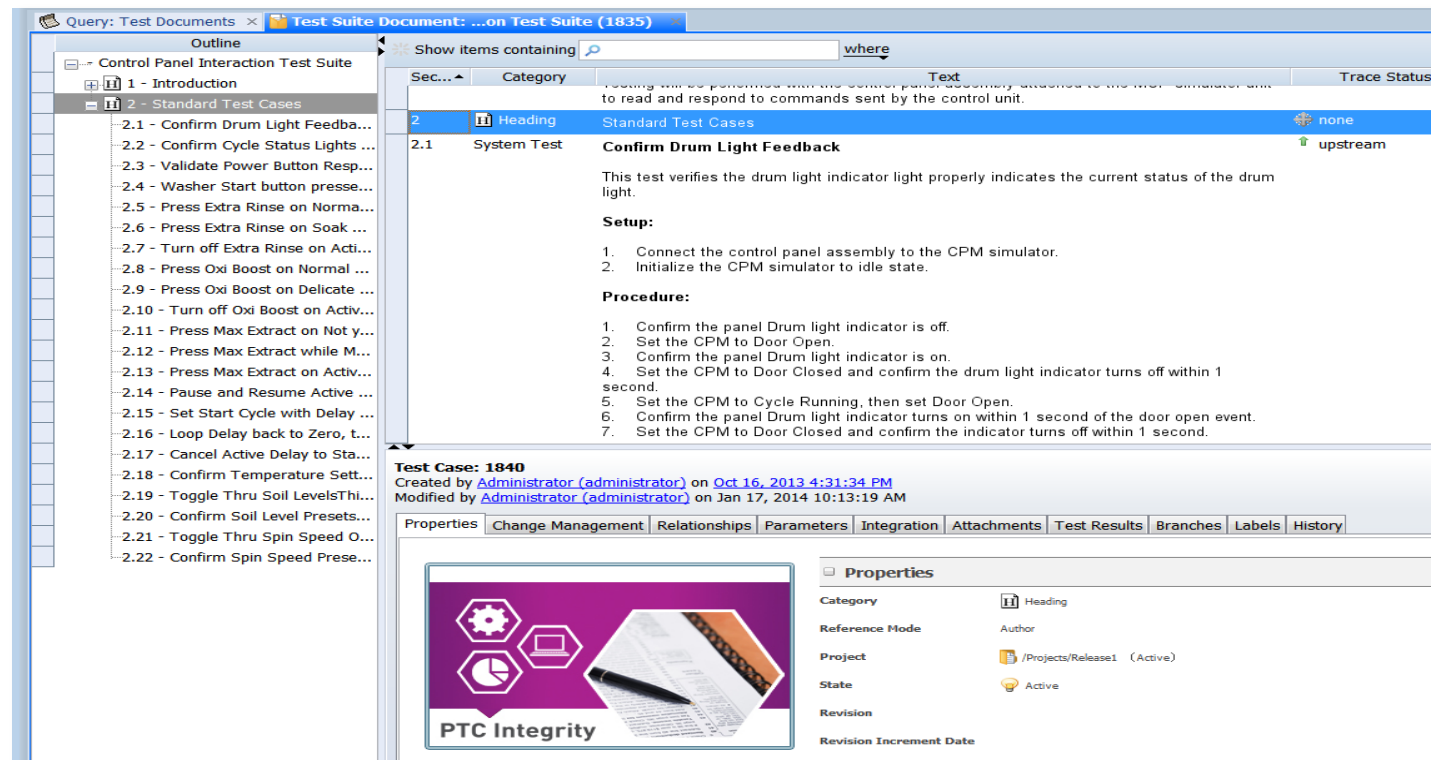 Query: Test Documents
Test Suite Document: ...on Test Suite (1835)
Outline
Control Panel Interaction Test Suite
1 - Introduction
2 - Standard Test Cases
2.1 - Confirm Drum Light Feedba...
2.2 - Confirm Cycle Status Lights ...
2.3 - Validate Power Button Resp...
2.4 - Washer Start button presse...
2.5 - Press Extra Rinse on Norma...
2.6 - Press Extra Rinse on Soak ...
2.7 - Turn off Extra Rinse on Acti...
2.8 - Press Oxi Boost on Normal ...
2.9 - Press Oxi Boost on Delicate ...
2.10 - Turn off Oxi Boost on Activ...
2.11 - Press Max Extract on Not y...
2.12 - Press Max Extract while M...
2.13 - Press Max Extract on Activ...
2.14 - Pause and Resume Active ...
2.15 - Set Start Cycle with Delay ...
2.16 - Loop Delay back to Zero, t...
2.17 - Cancel Active Delay to Sta...
2.18 - Confirm Temperature Sett...
2.19 - Toggle Thru Soil LevelsThi...
2.20 - Confirm Soil Level Presets...
2.21 - Toggle Thru Spin Speed O...
2.22 - Confirm Spin Speed Prese...
Show items containing
where
Sec... Category Text Trace Status
to read and respond to commands sent by the control unit.
2 Heading Standard Test Cases none
2.1 System Test Confirm Drum Light Feedback upstream
This test verifies the drum light indicator light properly indicates the current status of the drum
light.
Setup:
1. Connect the control panel assembly to the CPM simulator.
2. Initialize the CPM simulator to idle state.
Procedure:
1. Confirm the panel Drum light indicator is off.
2. Set the CPM to Door Open.
3. Confirm the panel Drum light indicator is on.
4. Set the CPM to Door Closed and confirm the drum light indicator turns off within 1
second.
5. Set the CPM to Cycle Running, then set Door Open.
6. Confirm the panel Drum light indicator turns on within 1 second of the door open event.
7. Set the CPM to Door Closed and confirm the indicator turns off within 1 second.
Test Case: 1840
Created by Administrator (administrator) on Oct 16, 2013 4:31:34 PM
Modified by Administrator (administrator) on Jan 17, 2014 10:13:19 AM
Properties Change Management Relationships Parameters Integration Attachments Test Results Branches Labels History
PTC Integrity
Properties
Category Heading
Reference Mode Author
Project /Projects/Release1 (Active)
State Active
Revision
Revision Increment Date